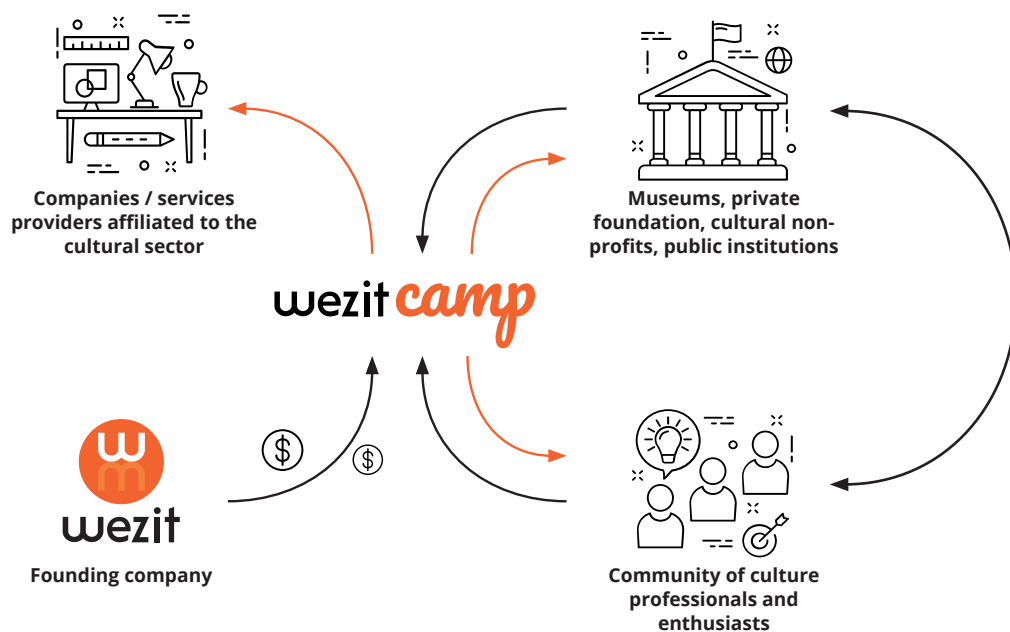 Companies / services
providers affiliated to the
cultural sector
Museums, private
foundation, cultural non-
profits, public institutions
wezit camp
$
$
wezit
Founding company
Community of culture
professionals and
enthusiasts